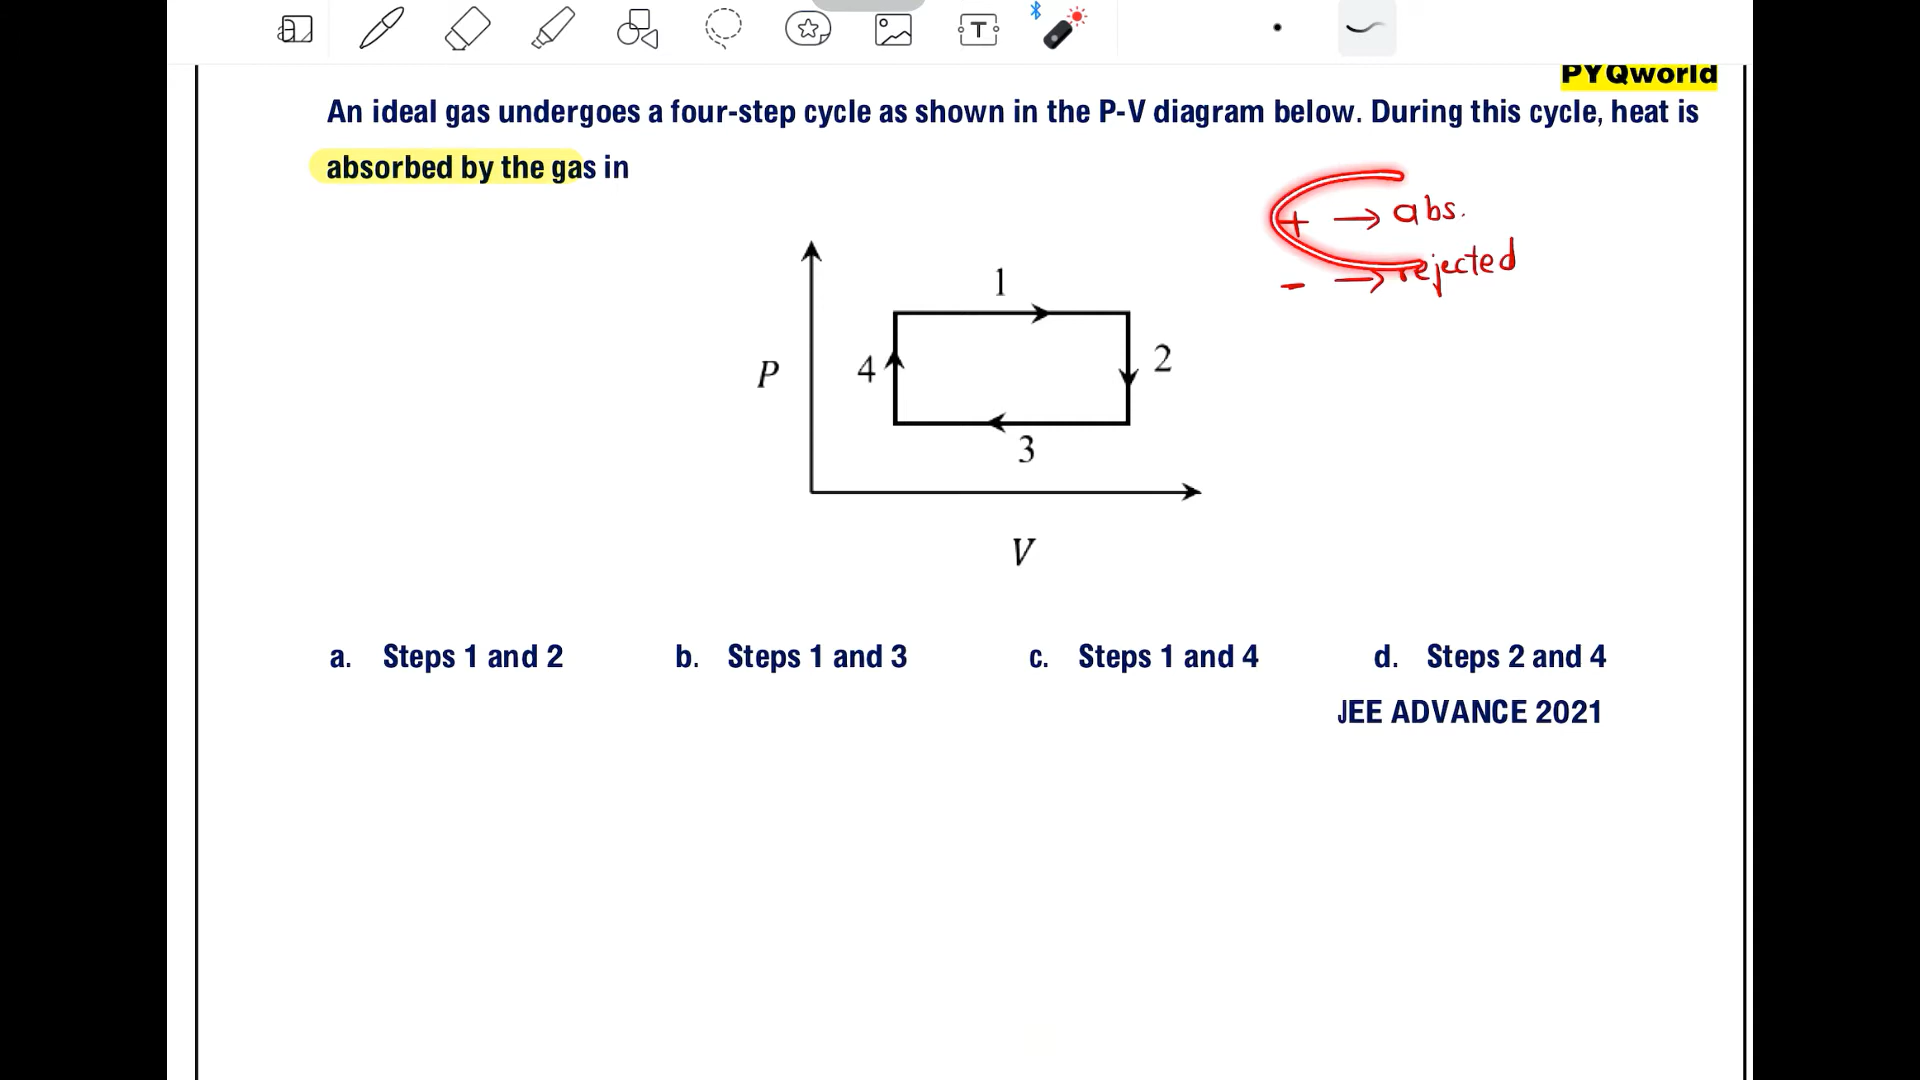 PYQworld
An ideal gas undergoes a four-step cycle as shown in the P-V diagram below. During this cycle, heat is
absorbed by the gas in
+ → abs.
- → rejected
1
P
4
2
3
V
a. Steps 1 and 2 b. Steps 1 and 3 c. Steps 1 and 4 d. Steps 2 and 4
JEE ADVANCE 2021